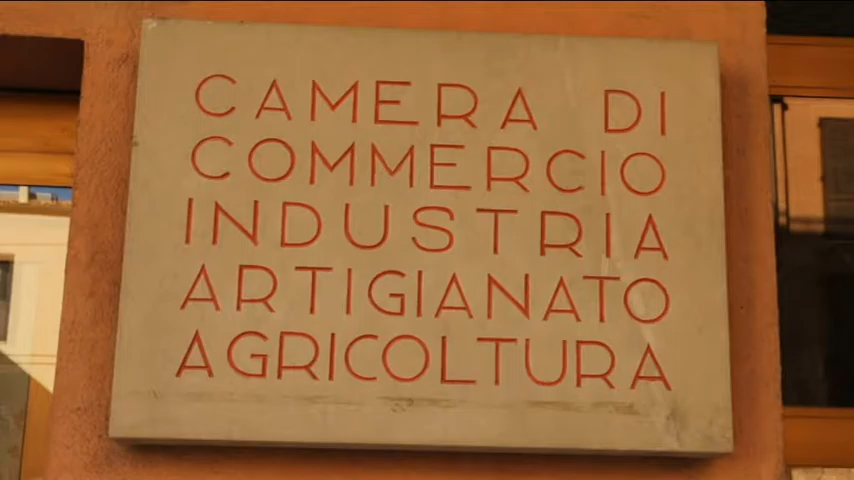 CAMERA DI
COMMERCIO
INDUSTRIA
ARTIGIANATO
AGRICOLTURA